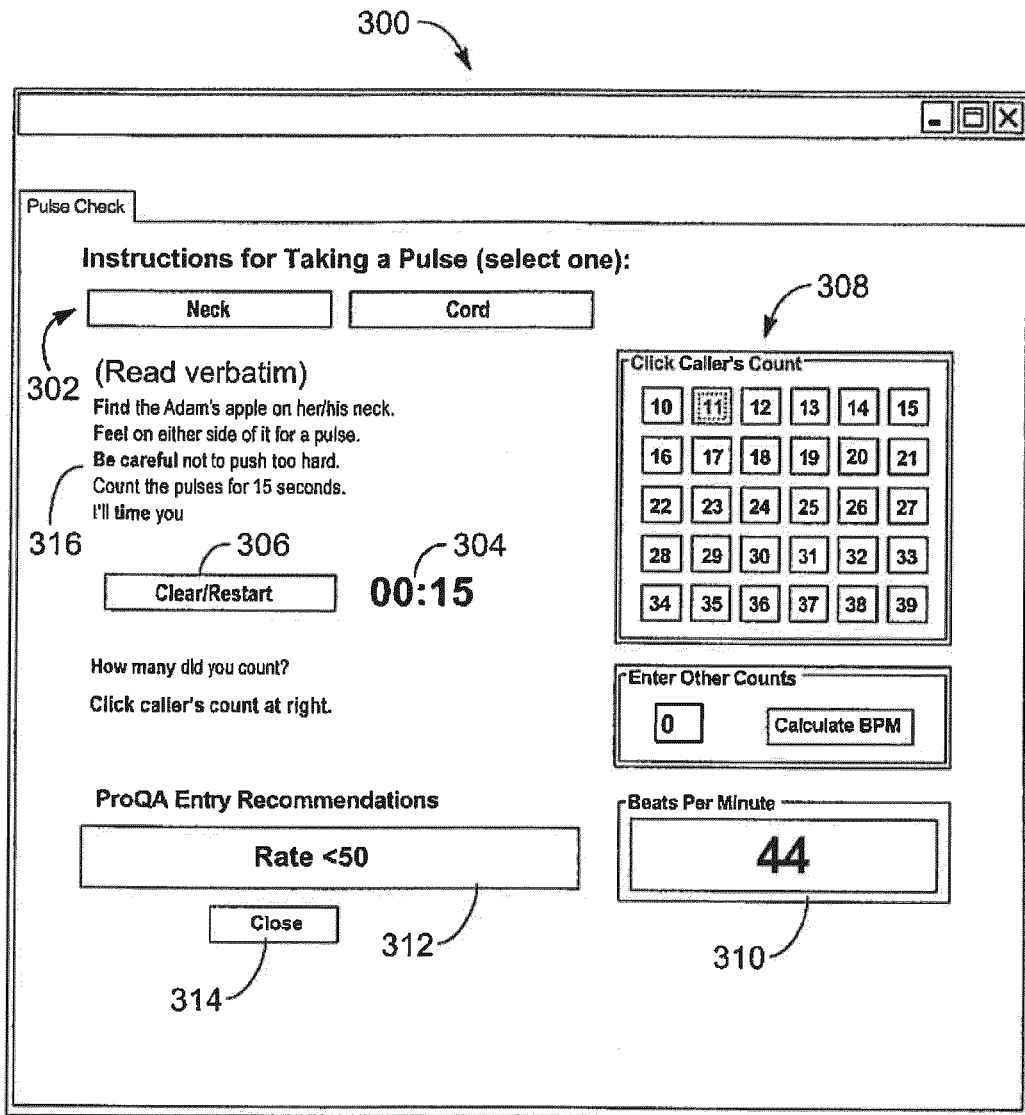 300
Pulse Check
Instructions for Taking a Pulse (select one):
Neck
Cord
302
(Read verbatim)
Find the Adam's apple on her/his neck.
Feel on either side of it for a pulse.
Be careful not to push too hard.
Count the pulses for 15 seconds.
I'll time you
316
306
304
Clear/Restart
00:15
How many did you count?
Click caller's count at right.
308
Click Caller's Count
10 11 12 13 14 15
16 17 18 19 20 21
22 23 24 25 26 27
28 29 30 31 32 33
34 35 36 37 38 39
Enter Other Counts
0
Calculate BPM
ProQA Entry Recommendations
Rate <50
Close
312
314
Beats Per Minute
44
310